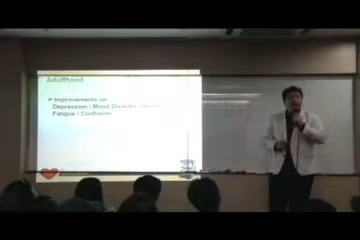 Adulthood
Improvements on
Depression / Mood Disorder /
Fatigue / Confusion